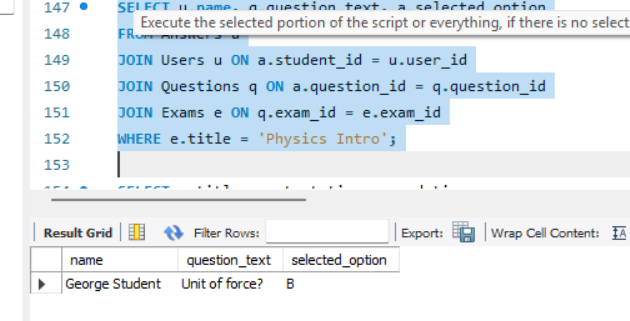 147 SELECT u.name, q.question_text, a.selected_option
Execute the selected portion of the script or everything, if there is no select
148 FROM Answers a
149 JOIN Users u ON a.student_id = u.user_id
150 JOIN Questions q ON a.question_id = q.question_id
151 JOIN Exams e ON q.exam_id = e.exam_id
152 WHERE e.title = 'Physics Intro';
153
Result Grid Filter Rows: Export: Wrap Cell Content:
name question_text selected_option
George Student Unit of force? B